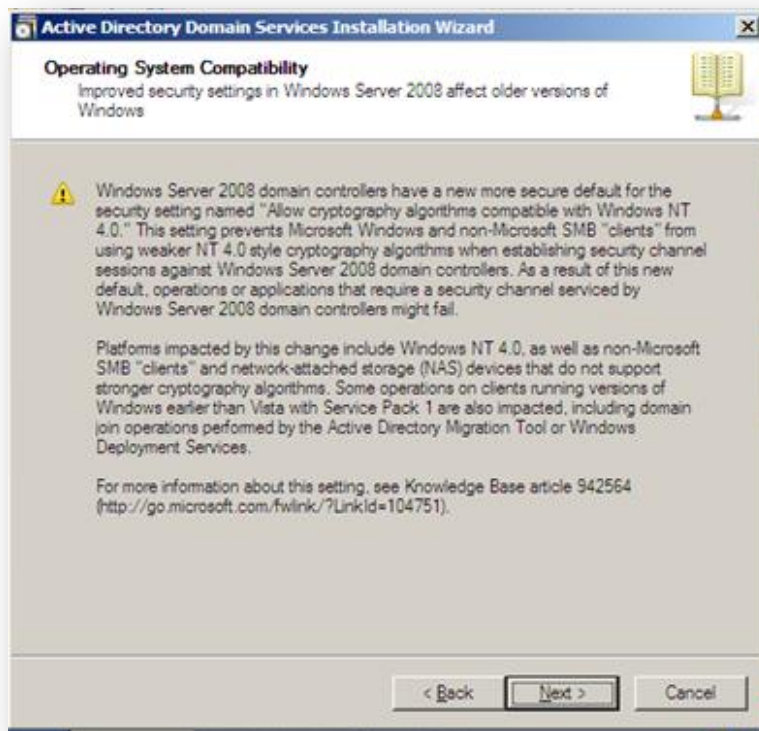 Active Directory Domain Services Installation Wizard
Operating System Compatibility
Improved security settings in Windows Server 2008 affect older versions of
Windows
Windows Server 2008 domain controllers have a new more secure default for the
security setting named "Allow cryptography algorithms compatible with Windows NT
4.0." This setting prevents Microsoft Windows and non-Microsoft SMB "clients" from
using weaker NT 4.0 style cryptography algorithms when establishing security channel
sessions against Windows Server 2008 domain controllers. As a result of this new
default, operations or applications that require a security channel serviced by
Windows Server 2008 domain controllers might fail.
Platforms impacted by this change include Windows NT 4.0, as well as non-Microsoft
SMB "clients" and network-attached storage (NAS) devices that do not support
stronger cryptography algorithms. Some operations on clients running versions of
Windows earlier than Vista with Service Pack 1 are also impacted, including domain
join operations performed by the Active Directory Migration Tool or Windows
Deployment Services.
For more information about this setting, see Knowledge Base article 942564
(http://go.microsoft.com/fwlink/?LinkId=104751).
< Back
Next >
Cancel